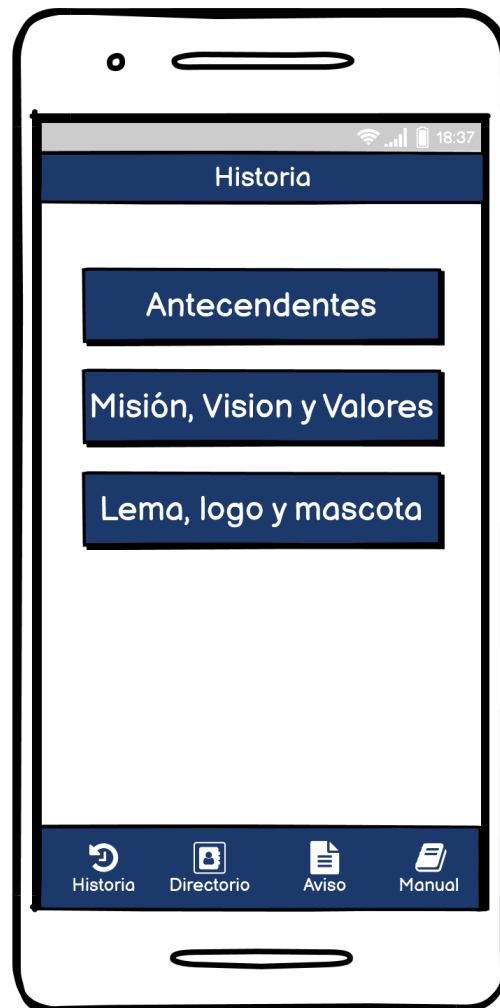 18:37
Historia
Antecendentes
Misión, Vision y Valores
Lema, logo y mascota
Historia Directorio Aviso Manual